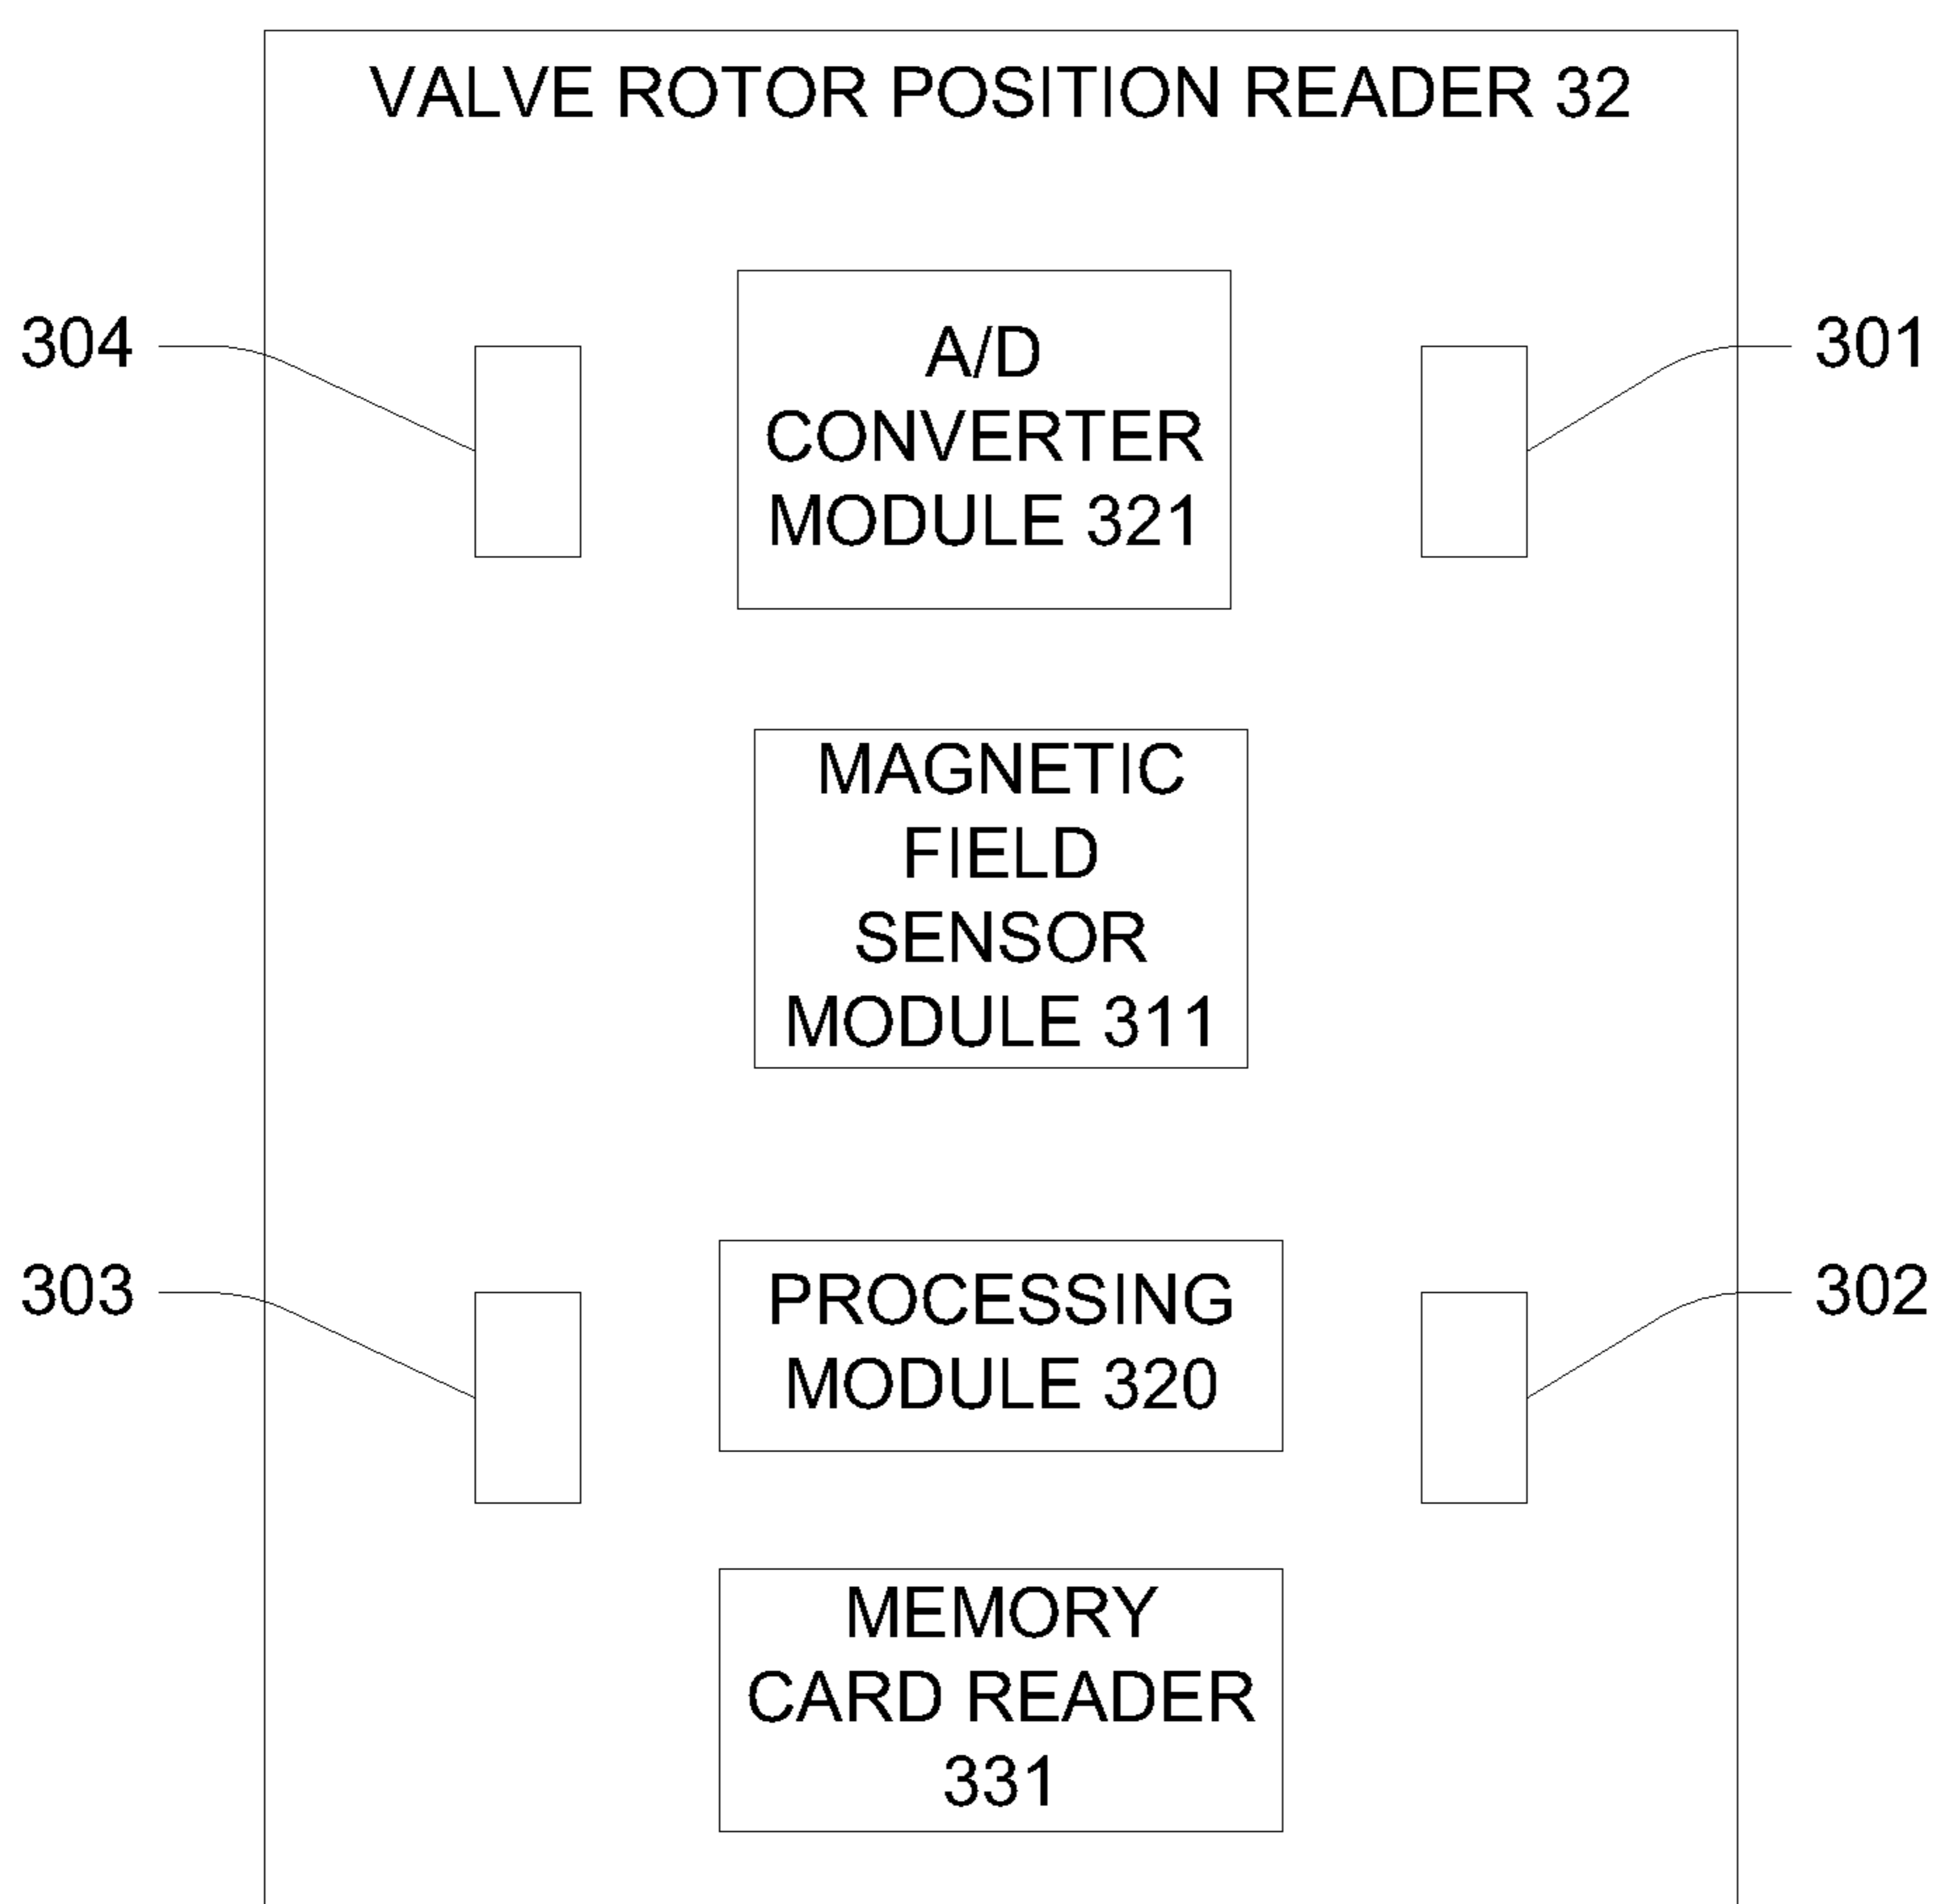 VALVE ROTOR POSITION READER 32
304
A/D
CONVERTER
MODULE 321
301
MAGNETIC
FIELD
SENSOR
MODULE 311
303
PROCESSING
MODULE 320
302
MEMORY
CARD READER
331